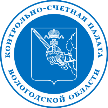 КОНТРОЛЬНО-СЧЕТНАЯ ПАЛАТА
ВОЛОГОДСКОЙ ОБЛАСТИ